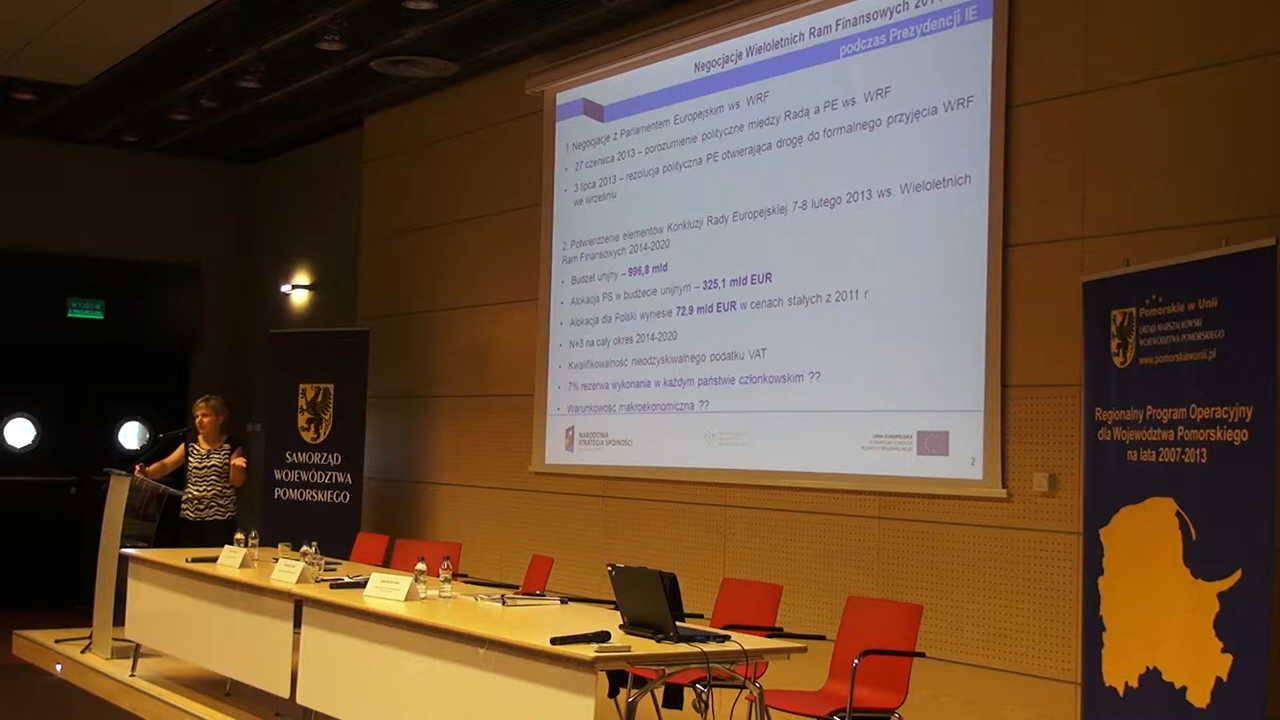 Negocjacje Wieloletnich Ram Finansowych
podczas Prezydencji IE
1 Negocjacje z Parlamentem Europejskim ws. WRF
27 czerwca 2013 – porozumienie polityczne między Radą a PE ws. WRF
3 lipca 2013 – rezolucja polityczna PE otwierająca drogę do formalnego przyjęcia WRF
we wrześniu
2 Potwierdzenie elementów Konkluzji Rady Europejskiej 7-8 lutego 2013 ws. Wieloletnich
Ram Finansowych 2014-2020
Budżet unijny – 996,8 mld
Alokacja PS w budżecie unijnym – 325,1 mld EUR
Alokacja dla Polski wyniesie 72,9 mld EUR w cenach stałych z 2011 r
N+3 na cały okres 2014-2020
Kwalifikowalność nieodzyskiwalnego podatku VAT
7% rezerwa wykonania w każdym państwie członkowskim ??
Warunkowość makroekonomiczna ??
NARODOWA
STRATEGIA SPÓJNOŚCI
UNIA EUROPEJSKA
2
SAMORZĄD
WOJEWÓDZTWA
POMORSKIEGO
Pomorskie w Unii
URZĄD MARSZAŁKOWSKI
WOJEWÓDZTWA POMORSKIEGO
www.pomorskiewunii.pl
Regionalny Program Operacyjny
dla Województwa Pomorskiego
na lata 2007-2013